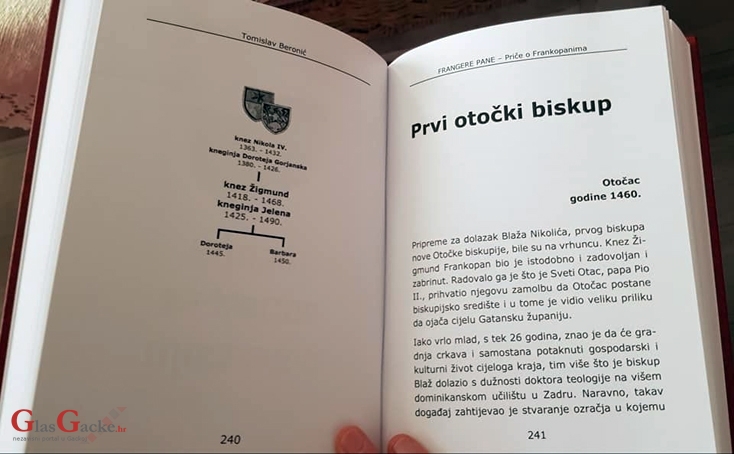 Tomislav Beronić
knez Nikola IV.
1363. - 1432.
kneginja Doroteja Gorjanska
1380. - 1426.
knez Žigmund
1418. - 1468.
kneginja Jelena
1425. - 1490.
Doroteja
1445.
Barbara
1450.
240
FRANGERE PANE – Priče o Frankopanima
Prvi otočki biskup
Otočac
godine 1460.
Pripreme za dolazak Blaža Nikolića, prvog biskupa
nove Otočke biskupije, bile su na vrhuncu. Knez Ži-
gmund Frankopan bio je istodobno i zadovoljan i
zabrinut. Radovalo ga je što je Sveti Otac, papa Pio
II., prihvatio njegovu zamolbu da Otočac postane
biskupijsko središte i u tome je vidio veliku priliku
da ojača cijelu Gatansku županiju.
Iako vrlo mlad, s tek 26 godina, znao je da će gra-
dnja crkava i samostana potaknuti gospodarski i
kulturni život cijeloga kraja, tim više što je biskup
Blaž dolazio s dužnosti doktora teologije na višem
dominikanskom učilištu u Zadru. Naravno, takav
događaj zahtijevao je stvaranje ozračja u kojemu
241
GlasGacke.hr